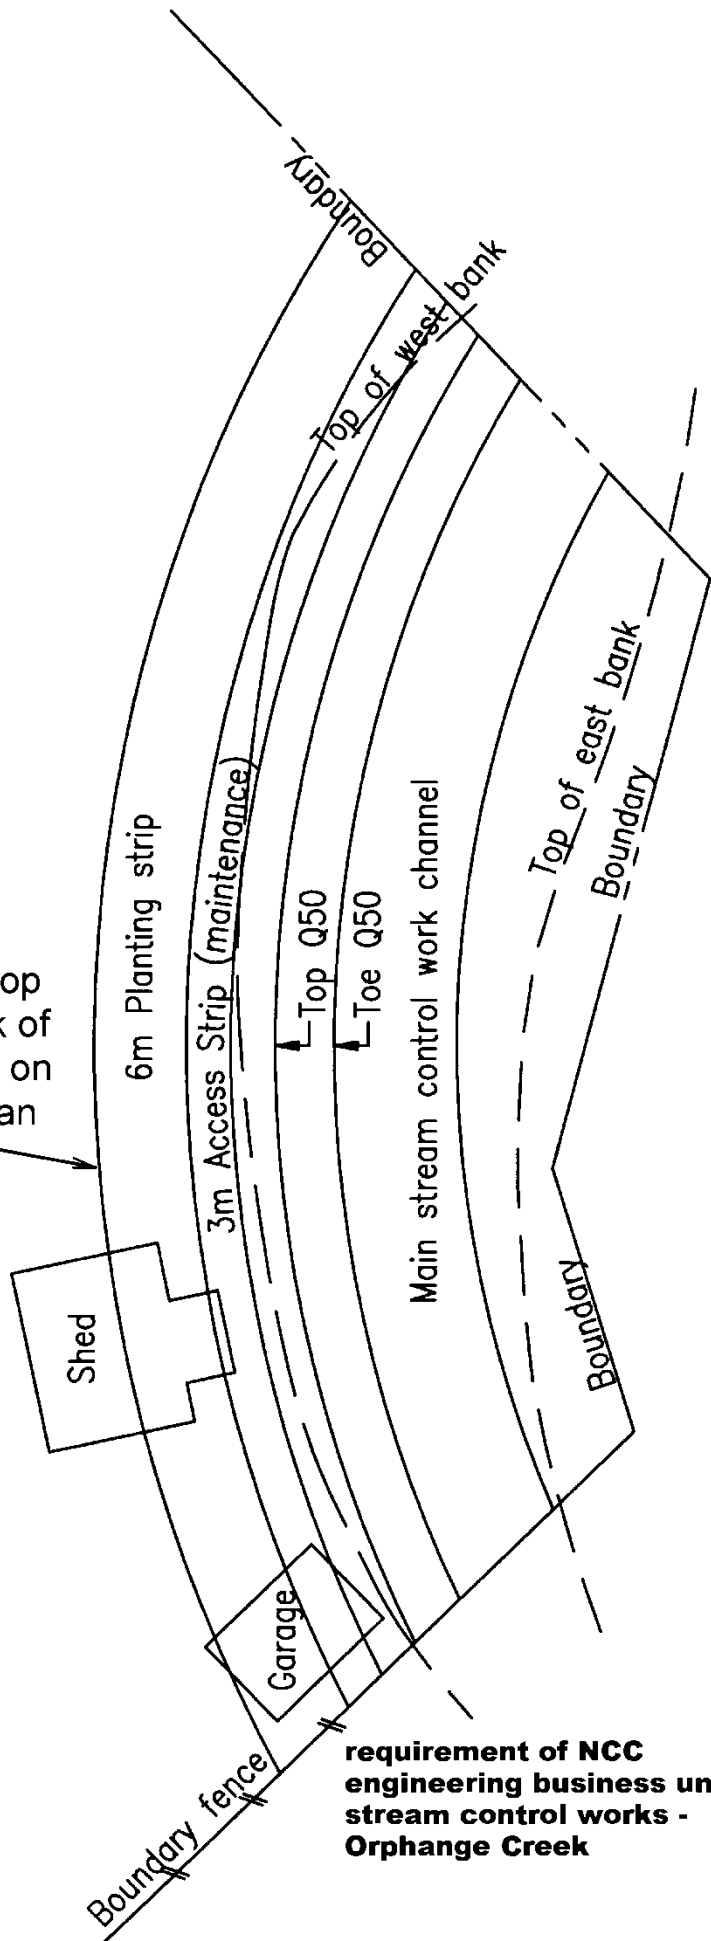 Boundary
Top of west bank
6m Planting strip
3m Access Strip (maintenance)
Top Q50
Toe Q50
Main stream control work channel
Top of east bank
Boundary
Boundary
op
k of
on
an
Shed
Garage
Boundary fence
requirement of NCC
engineering business un
stream control works -
Orphange Creek